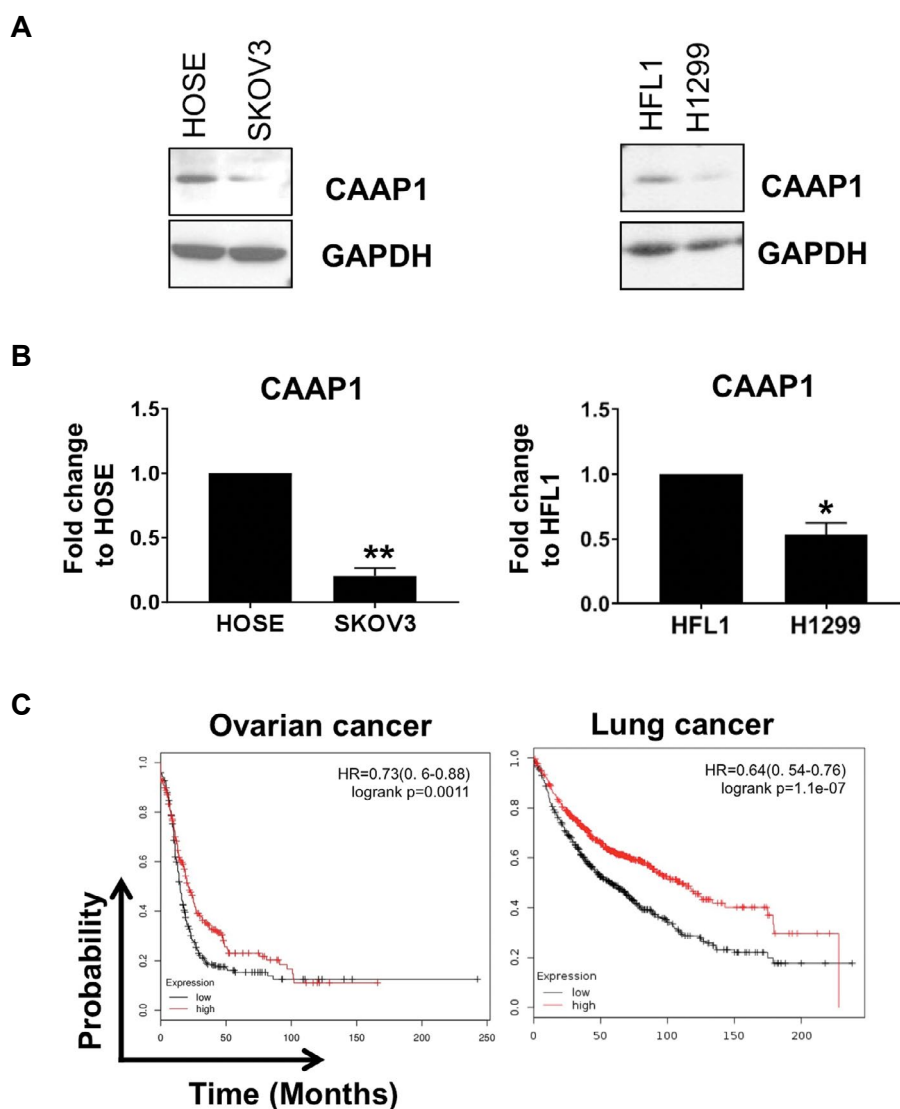 A
HOSE
SKOV3
CAAP1
GAPDH
HFL1
H1299
CAAP1
GAPDH
B
CAAP1
Fold change
to HOSE
1.5
1.0
0.5
0.0
**
HOSE
SKOV3
CAAP1
Fold change
to HFL1
1.5
1.0
0.5
0.0
*
HFL1
H1299
C
Ovarian cancer
HR=0.73(0. 6-0.88)
logrank p=0.0011
1.0
0.8
0.6
0.4
0.2
0.0
Expression
low
high
0
50
100
150
200
250
Lung cancer
HR=0.64(0. 54-0.76)
logrank p=1.1e-07
1.0
0.8
0.6
0.4
0.2
0.0
Expression
low
high
0
50
100
150
200
Probability
Time (Months)